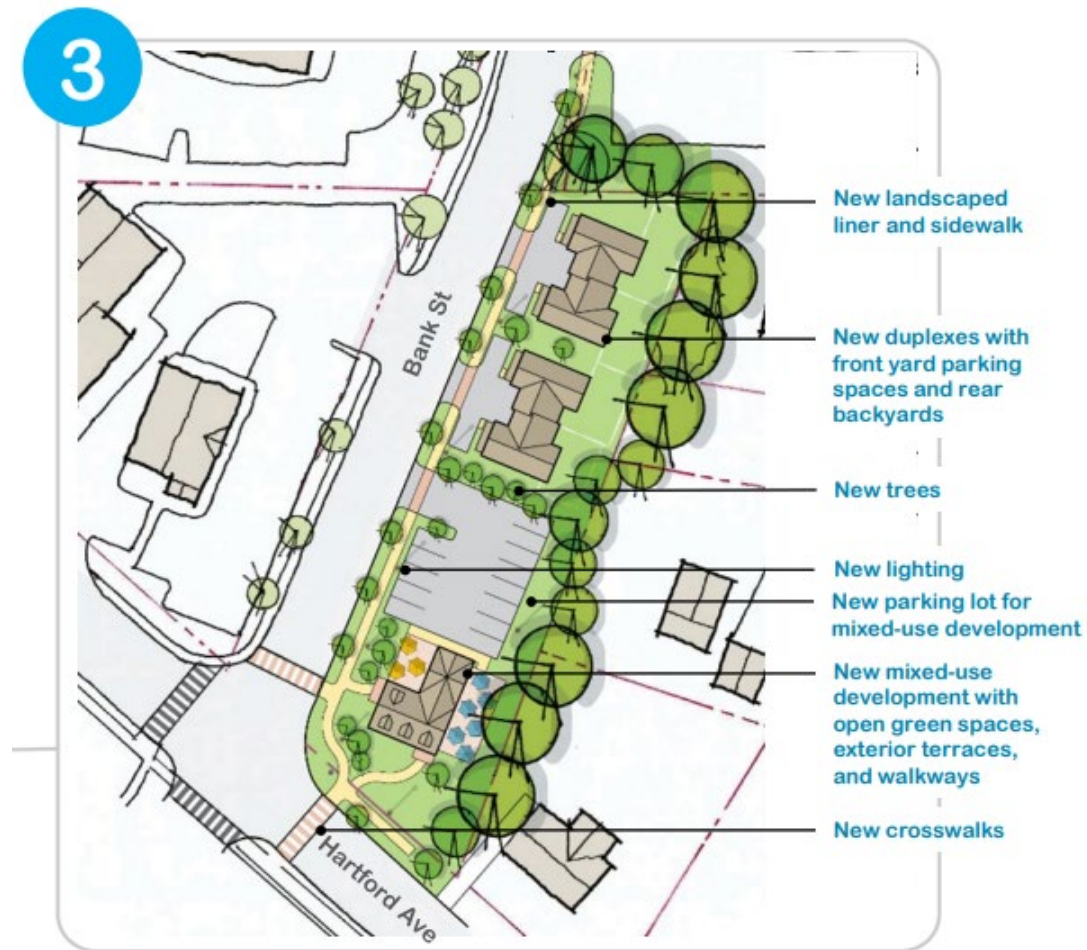 3
New landscaped
liner and sidewalk
Bank St
New duplexes with
front yard parking
spaces and rear
backyards
New trees
New lighting
New parking lot for
mixed-use development
New mixed-use
development with
open green spaces,
exterior terraces,
and walkways
New crosswalks
Hartford Ave